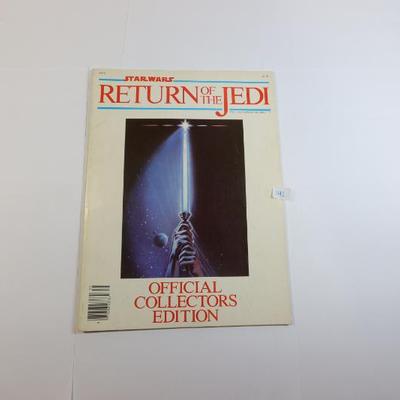 STAR WARS
RETURN OF THE JEDI
OFFICIAL
COLLECTORS
EDITION